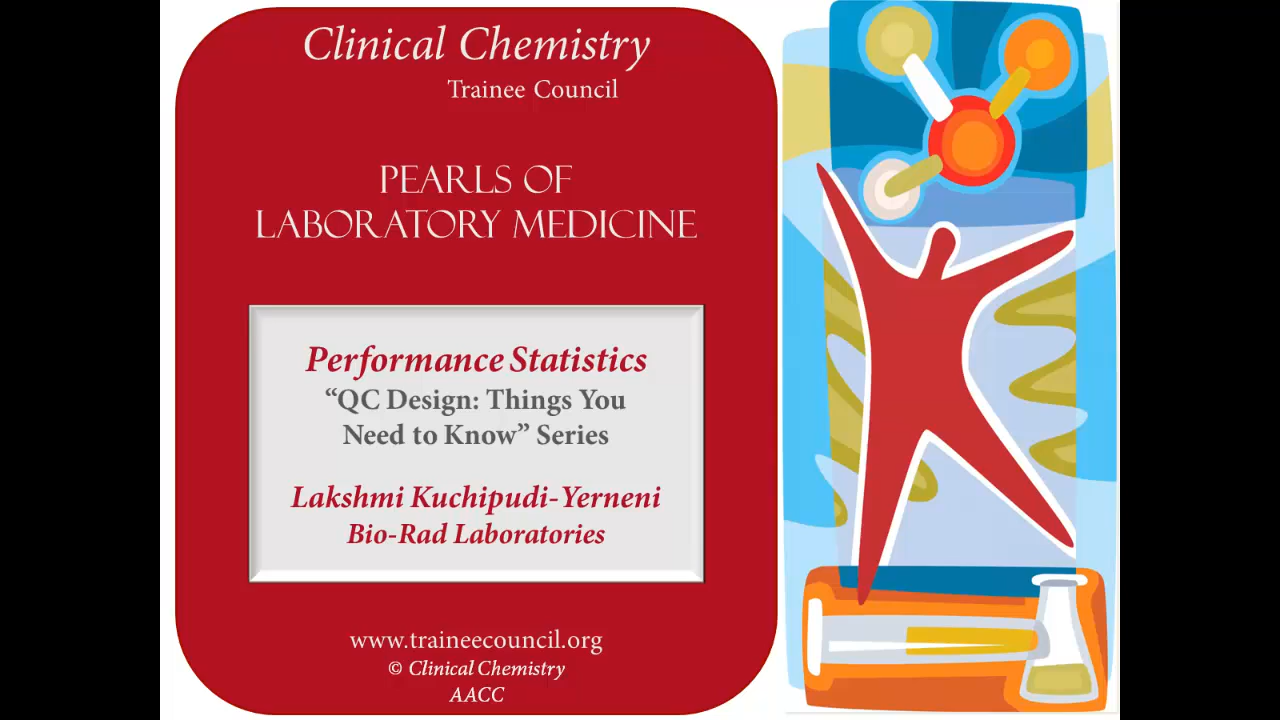 Clinical Chemistry
Trainee Council
PEARLS OF
LABORATORY MEDICINE
Performance Statistics
“QC Design: Things You
Need to Know” Series
Lakshmi Kuchipudi-Yerneni
Bio-Rad Laboratories
www.traineecouncil.org
© Clinical Chemistry
AACC